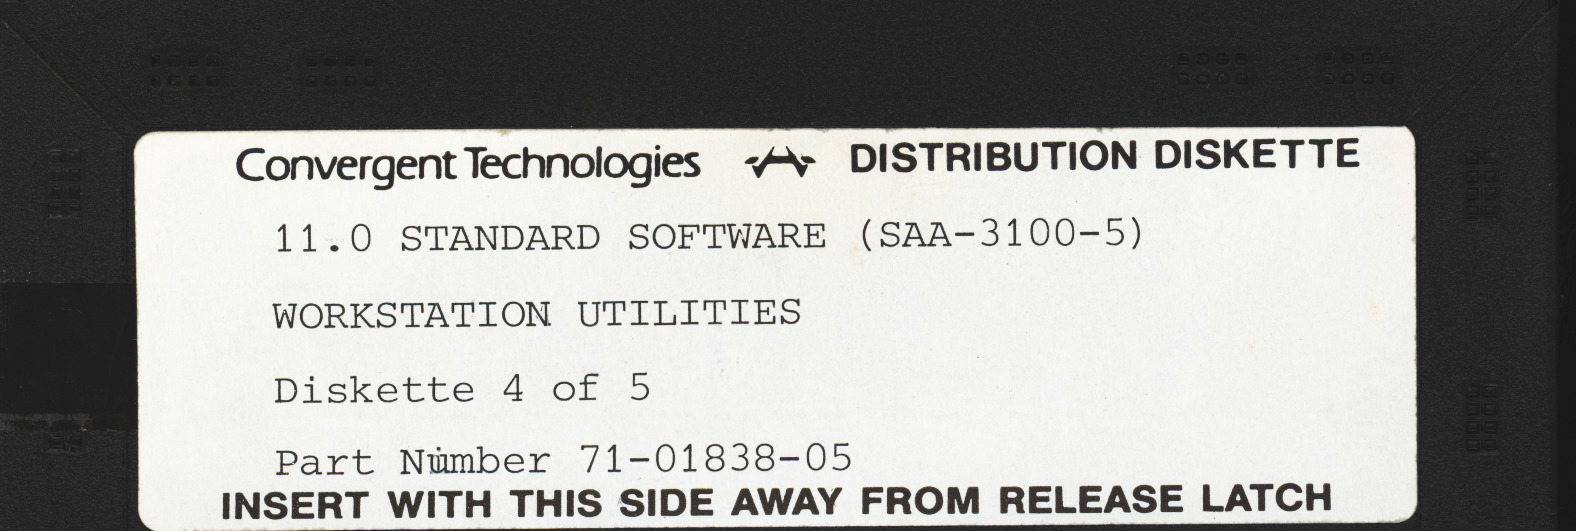 Convergent Technologies DISTRIBUTION DISKETTE
11.0 STANDARD SOFTWARE (SAA-3100-5)
WORKSTATION UTILITIES
Diskette 4 of 5
Part Number 71-01838-05
INSERT WITH THIS SIDE AWAY FROM RELEASE LATCH